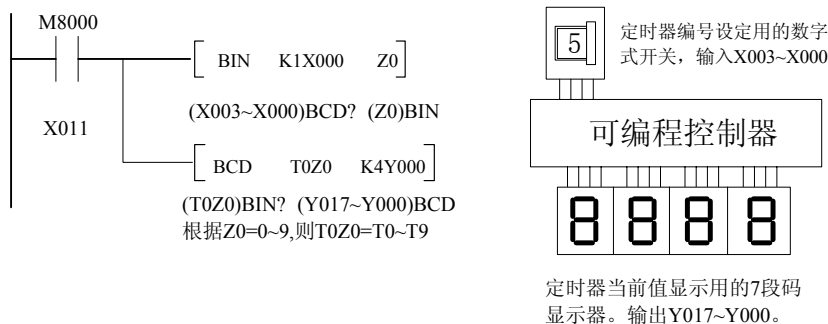 M8000
BIN K1X000 Z0
(X003~X000)BCD? (Z0)BIN
X011
BCD T0Z0 K4Y000
(T0Z0)BIN? (Y017~Y000)BCD
根据Z0=0~9,则T0Z0=T0~T9
5
定时器编号设定用的数字
式开关，输入X003~X000
可编程控制器
8 8 8 8
定时器当前值显示用的7段码
显示器。输出Y017~Y000。